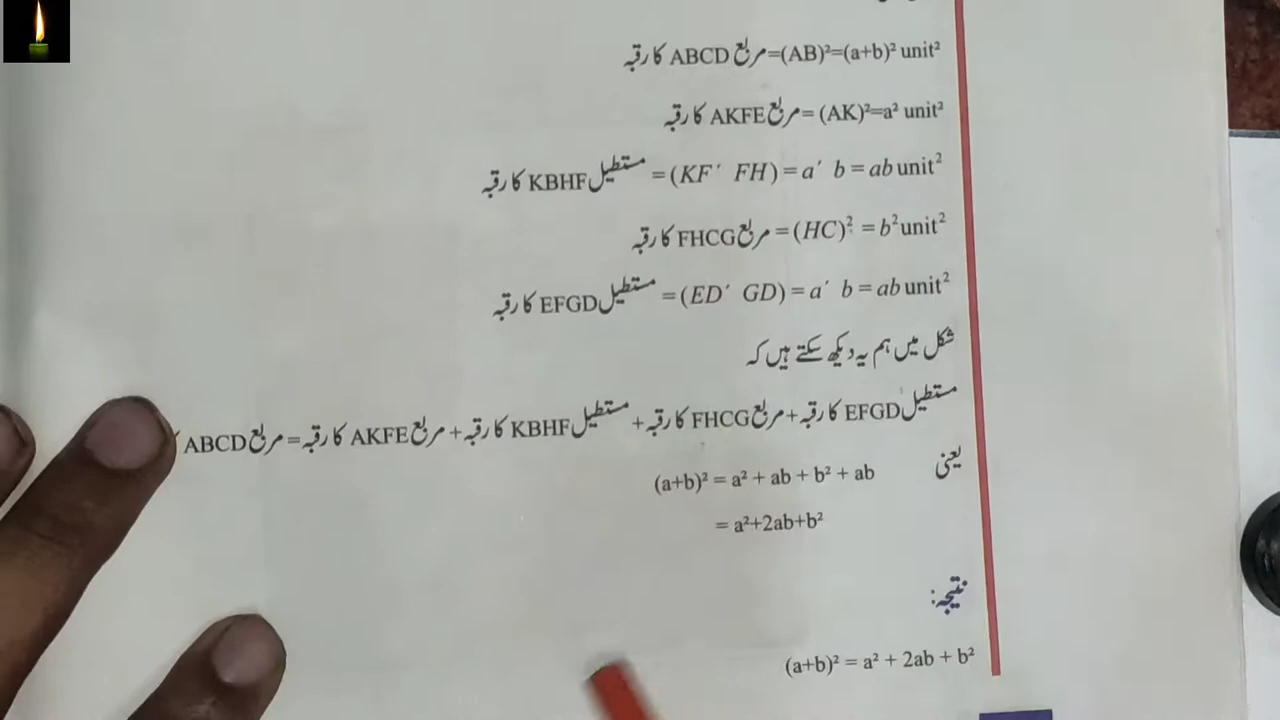 مربع ABCD کا رقبہ =(AB)²=(a+b)² unit²
مربع AKFE کا رقبہ = (AK)²=a² unit²
مستطیل KBHF کا رقبہ = (KF′ FH) = a′ b = ab unit²
مربع FHCG کا رقبہ = (HC)² = b² unit²
مستطیل EFGD کا رقبہ = (ED′ GD) = a′ b = ab unit²
شکل میں ہم یہ دیکھ سکتے ہیں کہ
مستطیل EFGD کا رقبہ + مربع FHCG کا رقبہ + مستطیل KBHF کا رقبہ + مربع AKFE کا رقبہ = مربع ABCD
یعنی (a+b)² = a² + ab + b² + ab
= a²+2ab+b²
نتیجہ:
(a+b)² = a² + 2ab + b²